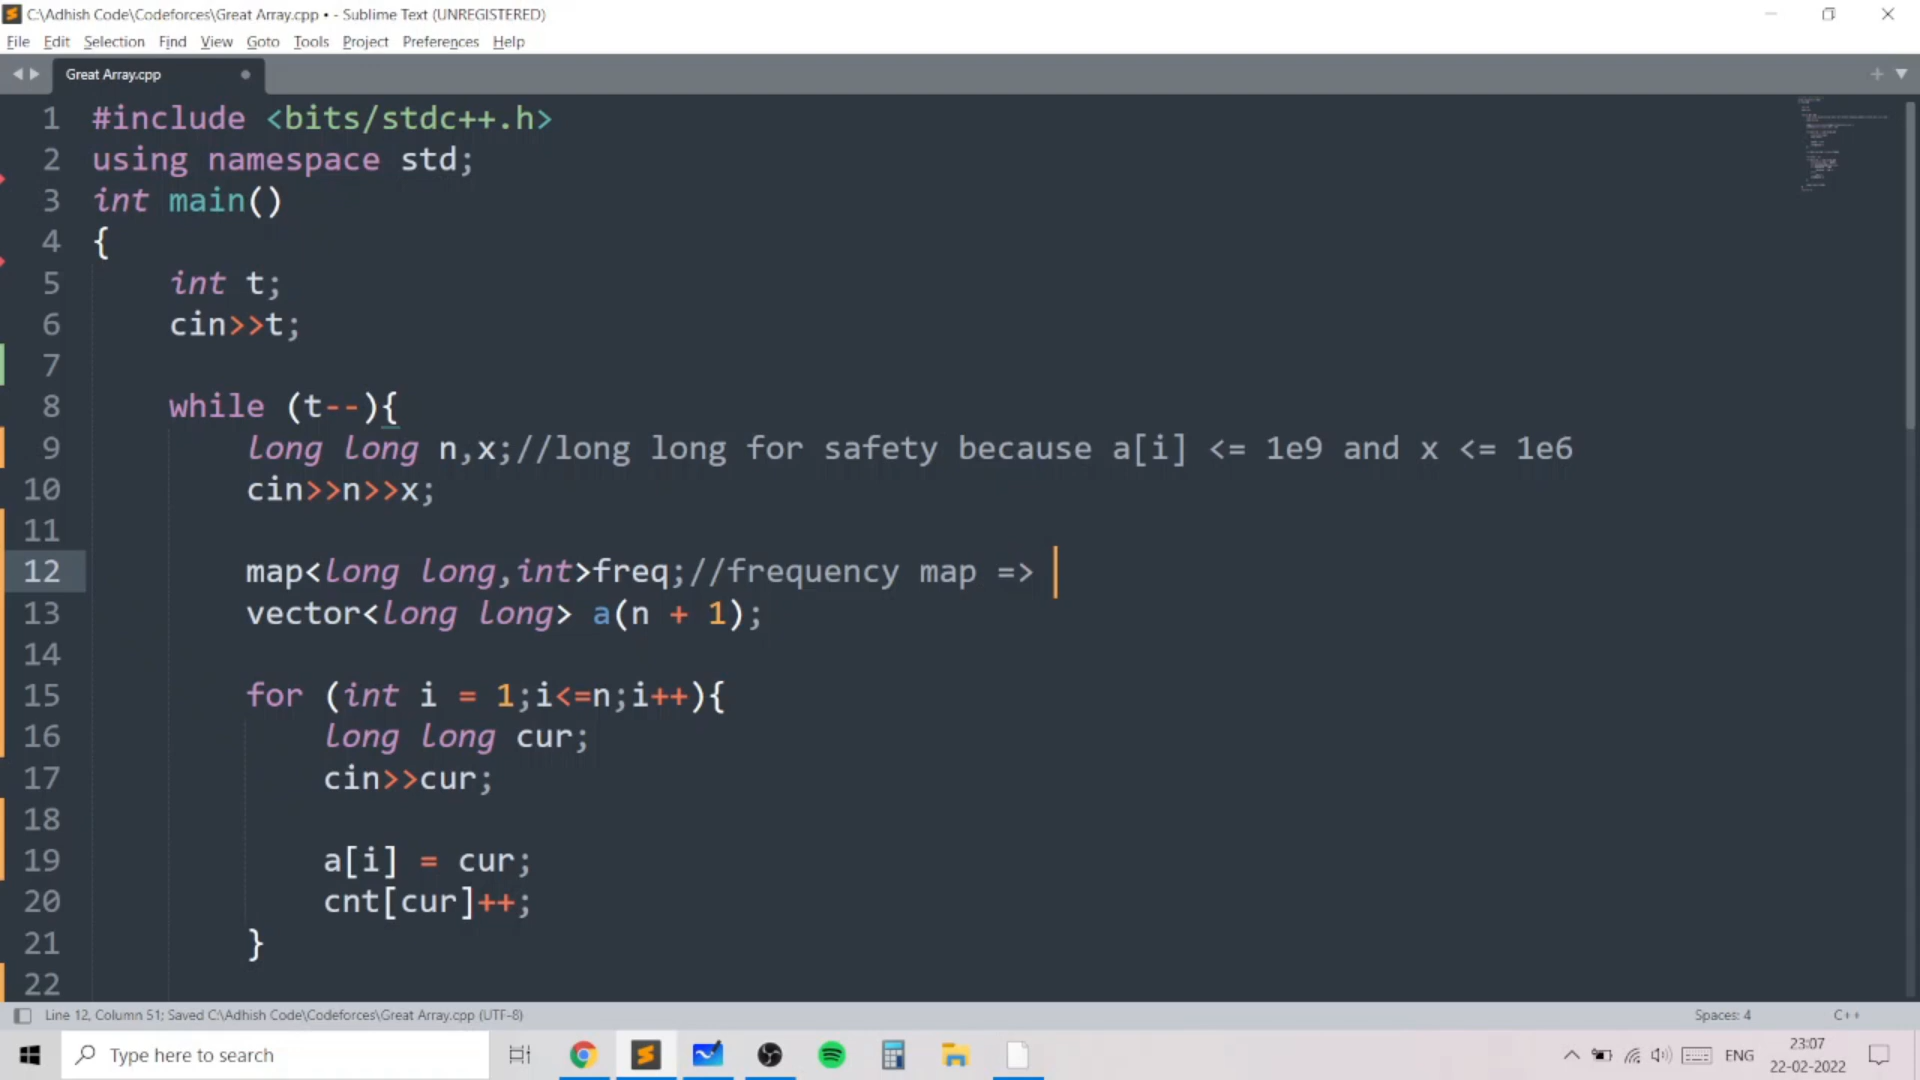 C:\Adhish Code\Codeforces\Great Array.cpp • - Sublime Text (UNREGISTERED)
File Edit Selection Find View Goto Tools Project Preferences Help
Great Array.cpp
1 #include <bits/stdc++.h>
2 using namespace std;
3 int main()
4 {
5 int t;
6 cin>>t;
7
8 while (t--){
9 long long n,x;//long long for safety because a[i] <= 1e9 and x <= 1e6
10 cin>>n>>x;
11
12 map<long long,int>freq;//frequency map =>
13 vector<long long> a(n + 1);
14
15 for (int i = 1;i<=n;i++){
16 long long cur;
17 cin>>cur;
18
19 a[i] = cur;
20 cnt[cur]++;
21 }
22
Line 12, Column 51; Saved C:\Adhish Code\Codeforces\Great Array.cpp (UTF-8) Spaces: 4 C++
Type here to search ENG 23:07
22-02-2022